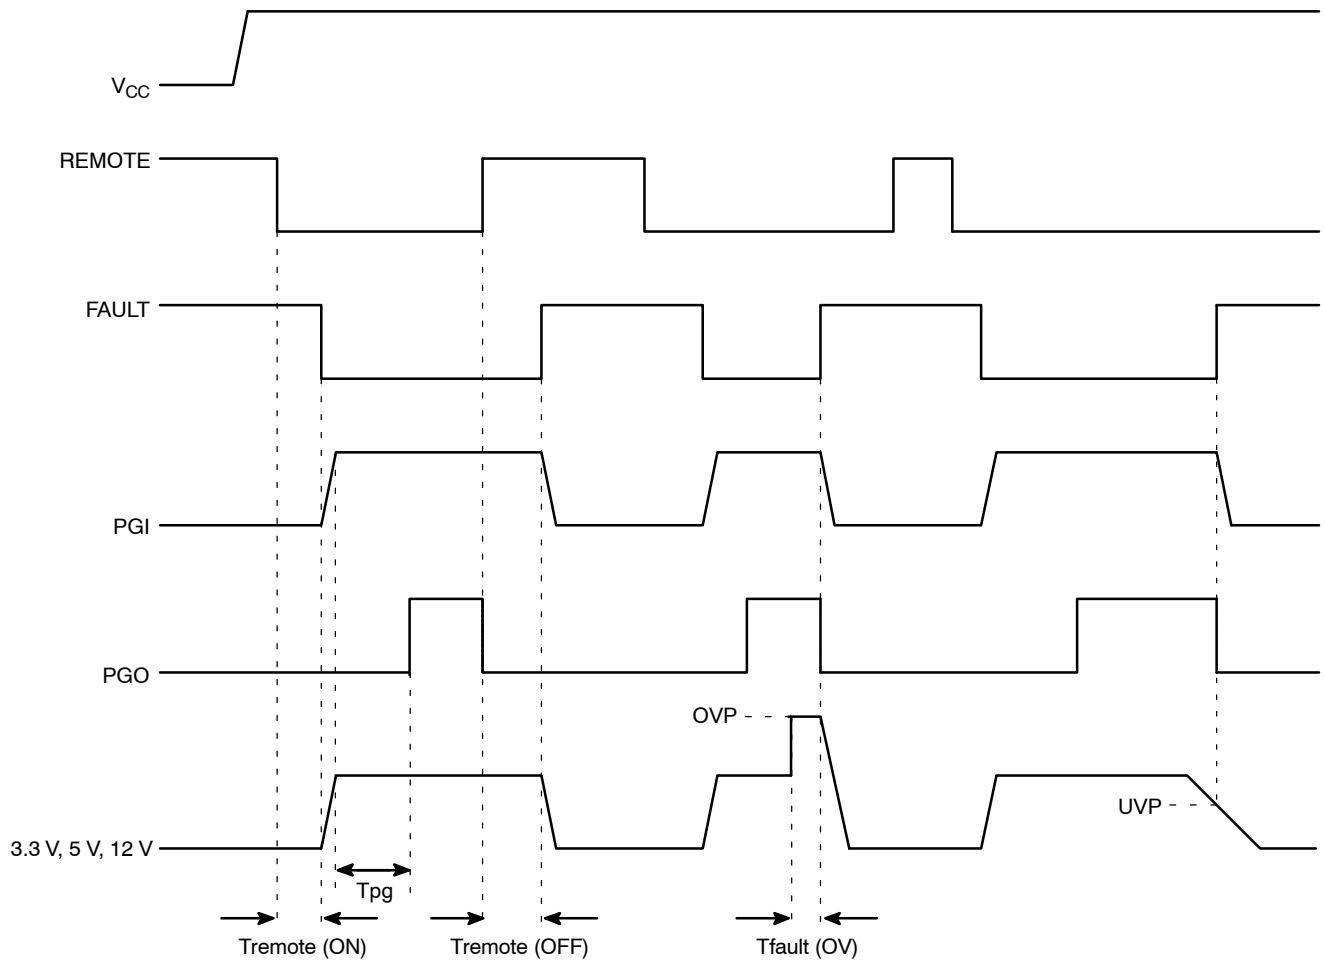 VCC
REMOTE
FAULT
PGI
PGO
OVP
UVP
3.3 V, 5 V, 12 V
Tpg
Tremote (ON)
Tremote (OFF)
Tfault (OV)